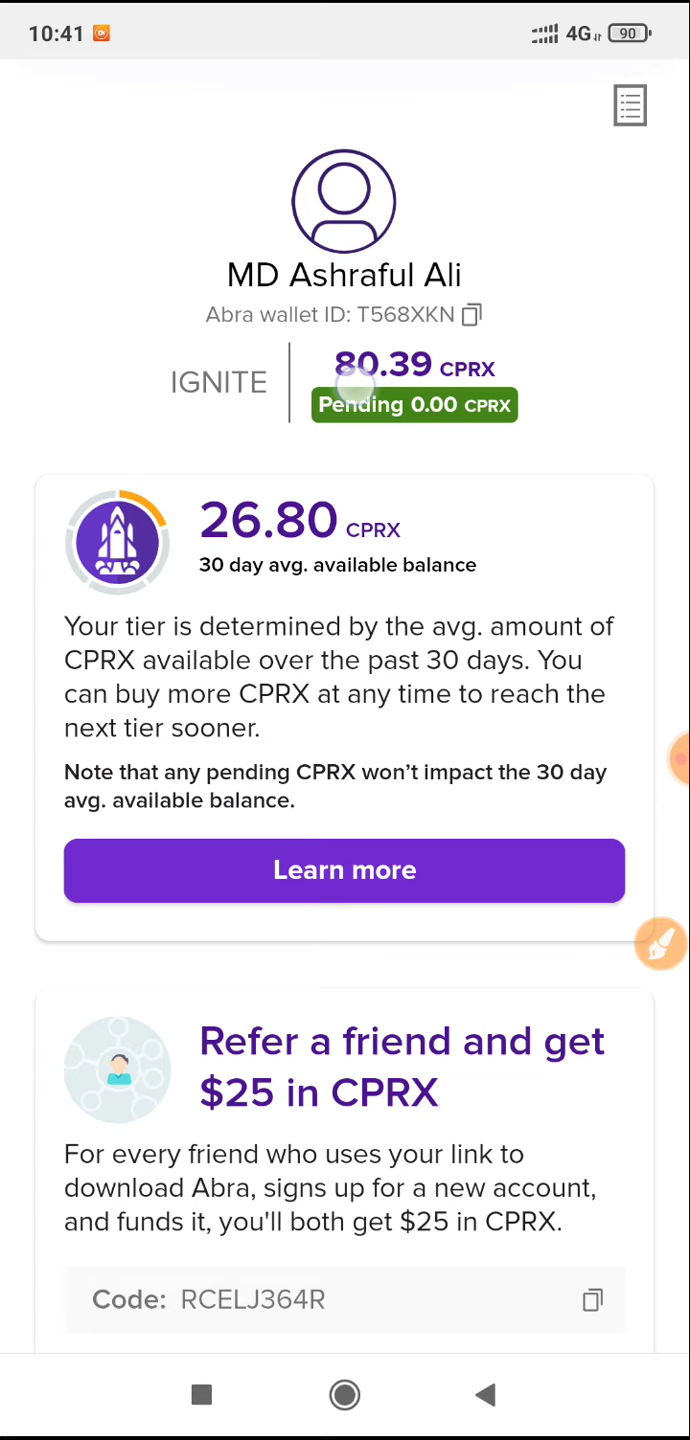 10:41
4G
90
MD Ashraful Ali
Abra wallet ID: T568XKN
IGNITE
80.39 CPRX
Pending 0.00 CPRX
26.80 CPRX
30 day avg. available balance
Your tier is determined by the avg. amount of
CPRX available over the past 30 days. You
can buy more CPRX at any time to reach the
next tier sooner.
Note that any pending CPRX won't impact the 30 day
avg. available balance.
Learn more
Refer a friend and get
$25 in CPRX
For every friend who uses your link to
download Abra, signs up for a new account,
and funds it, you'll both get $25 in CPRX.
Code: RCELJ364R